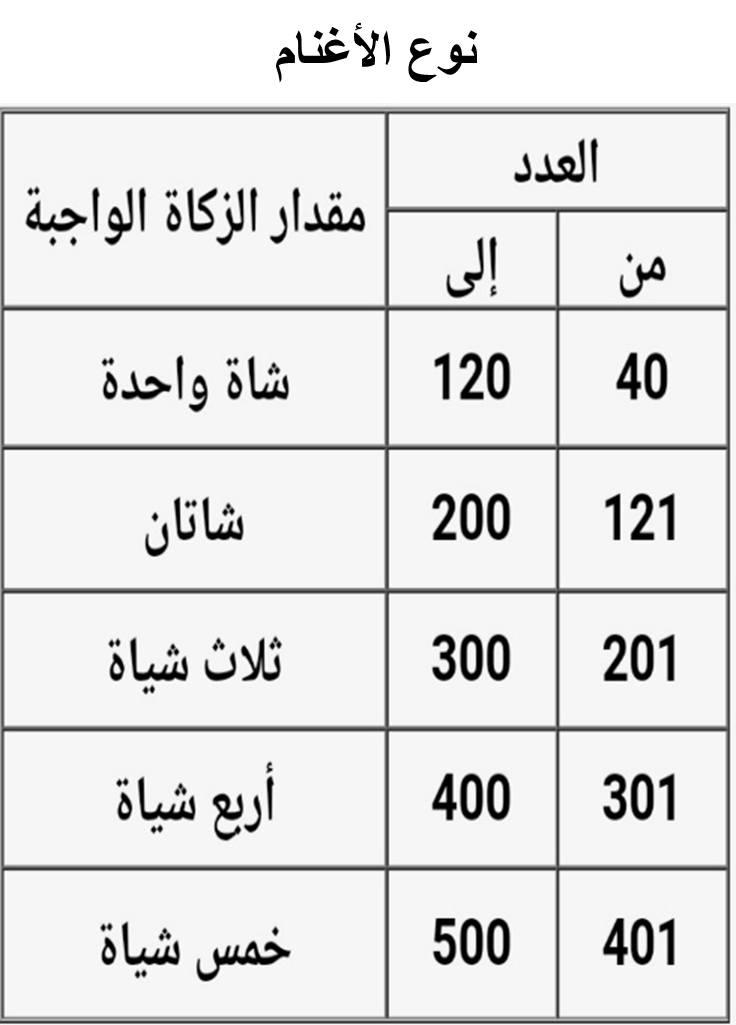 نوع الأغنام
العدد
مقدار الزكاة الواجبة
من إلى
40 120 شاة واحدة
121 200 شاتان
201 300 ثلاث شياة
301 400 أربع شياة
401 500 خمس شياة